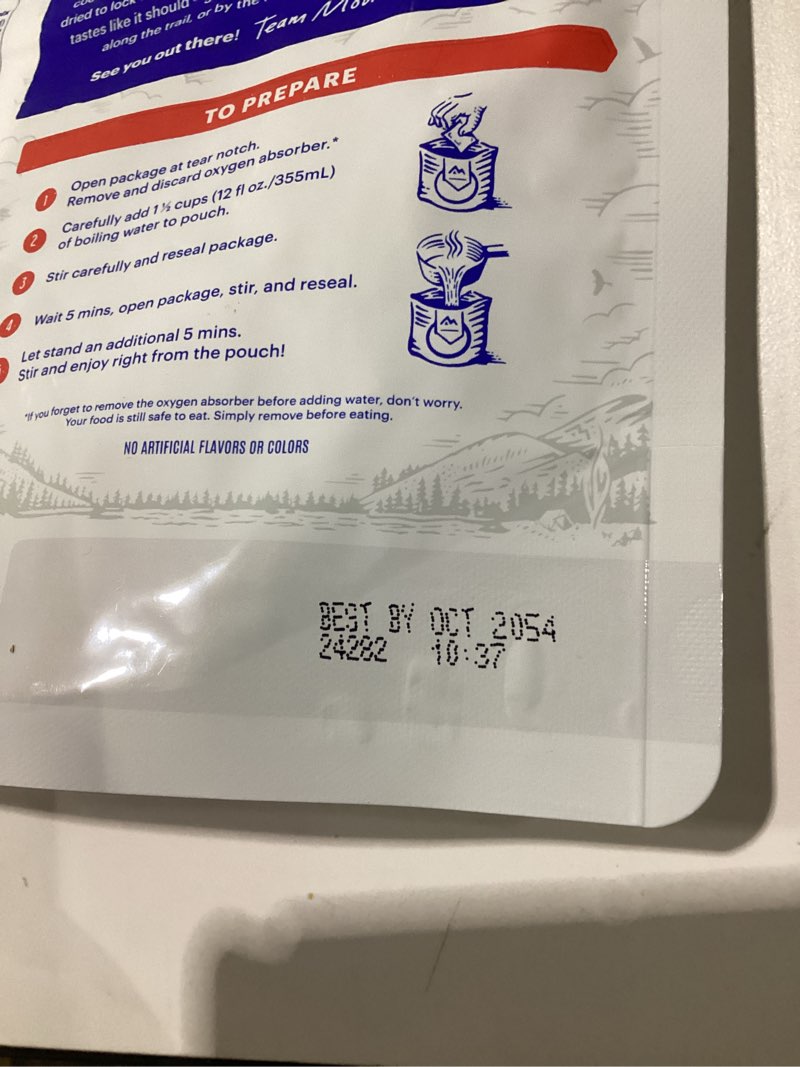 dried to lock
tastes like it should
along the trail, or by the
See you out there! Team
TO PREPARE
1 Open package at tear notch.
Remove and discard oxygen absorber.*
2 Carefully add 1 ½ cups (12 fl oz./355mL)
of boiling water to pouch.
3 Stir carefully and reseal package.
4 Wait 5 mins, open package, stir, and reseal.
Let stand an additional 5 mins.
Stir and enjoy right from the pouch!
*If you forget to remove the oxygen absorber before adding water, don't worry.
Your food is still safe to eat. Simply remove before eating.
NO ARTIFICIAL FLAVORS OR COLORS
BEST BY OCT 2054
24282 10:37